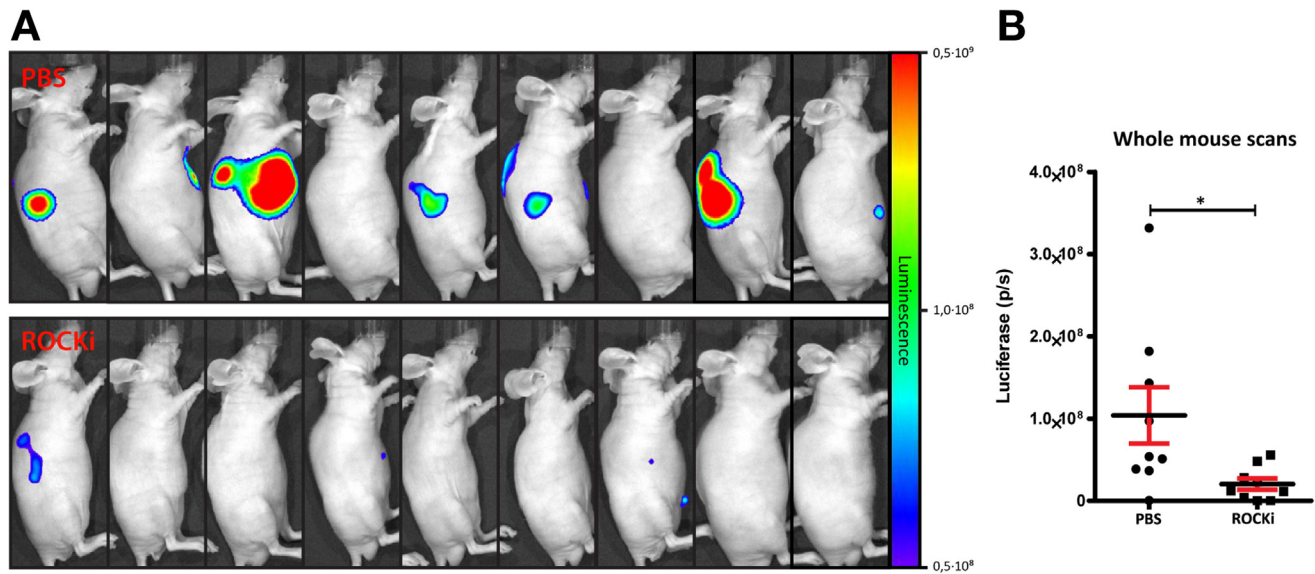 A
PBS
ROCKi
0,5·10⁹
Luminescence
1,0·10⁸
0,5·10⁸
B
Whole mouse scans
Luciferase (p/s)
4.0×10⁸
3.0×10⁸
2.0×10⁸
1.0×10⁸
0
*
PBS
ROCKi